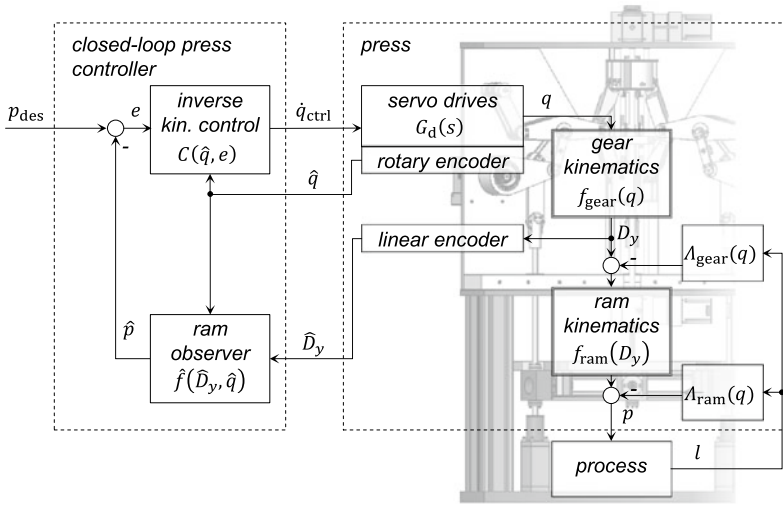 closed-loop press
controller
press
p_des
e
-
inverse
kin. control
C(q̂, e)
q̇_ctrl
servo drives
G_d(s)
rotary encoder
q
q̂
gear
kinematics
f_gear(q)
linear encoder
D_y
-
Λ_gear(q)
ram
kinematics
f_ram(D_y)
p̂
ram
observer
f̂(D̂_y, q̂)
D̂_y
-
Λ_ram(q)
p
process
l